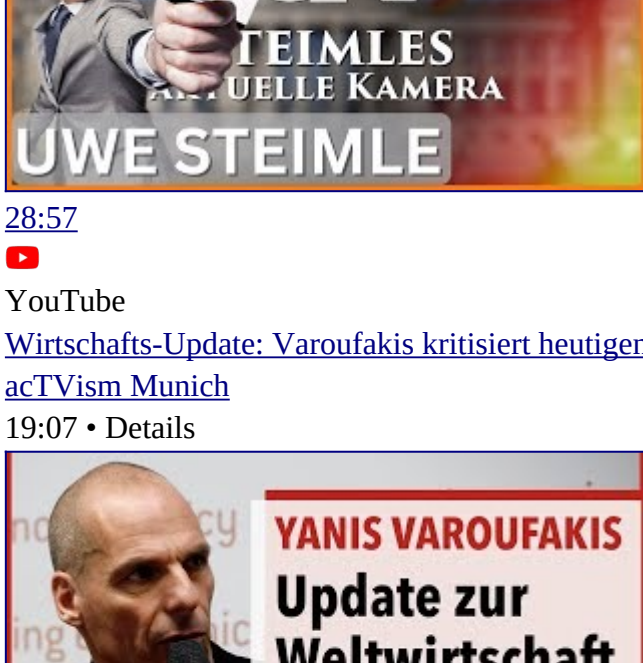 STEIMLES
AKTUELLE KAMERA
UWE STEIMLE
28:57
YouTube
Wirtschafts-Update: Varoufakis kritisiert heutigen
acTVism Munich
19:07 • Details
YANIS VAROUFAKIS
Update zur
Weltwirtschaft